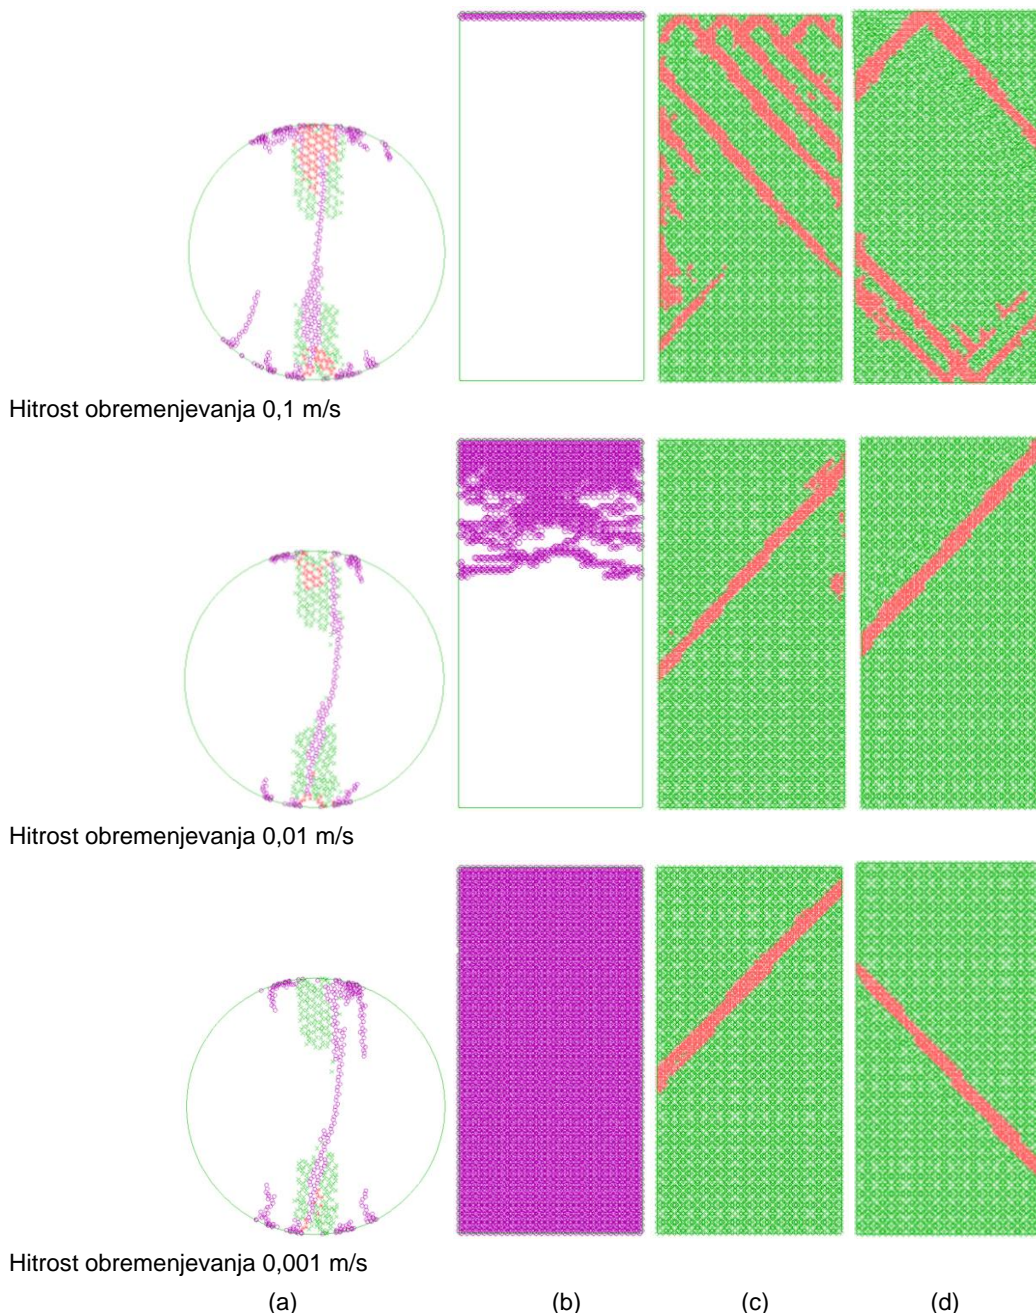 Hitrost obremenjevanja 0,1 m/s
Hitrost obremenjevanja 0,01 m/s
Hitrost obremenjevanja 0,001 m/s
(a) (b) (c) (d)